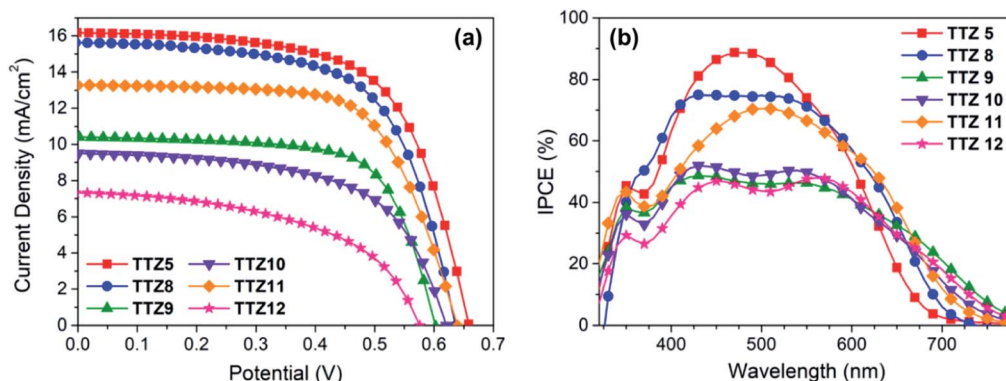 (a)
Current Density (mA/cm²)
16
14
12
10
8
6
4
2
0
TTZ5
TTZ8
TTZ9
TTZ10
TTZ11
TTZ12
0.0 0.1 0.2 0.3 0.4 0.5 0.6 0.7
Potential (V)
(b)
IPCE (%)
100
80
60
40
20
0
TTZ 5
TTZ 8
TTZ 9
TTZ 10
TTZ 11
TTZ 12
400 500 600 700
Wavelength (nm)